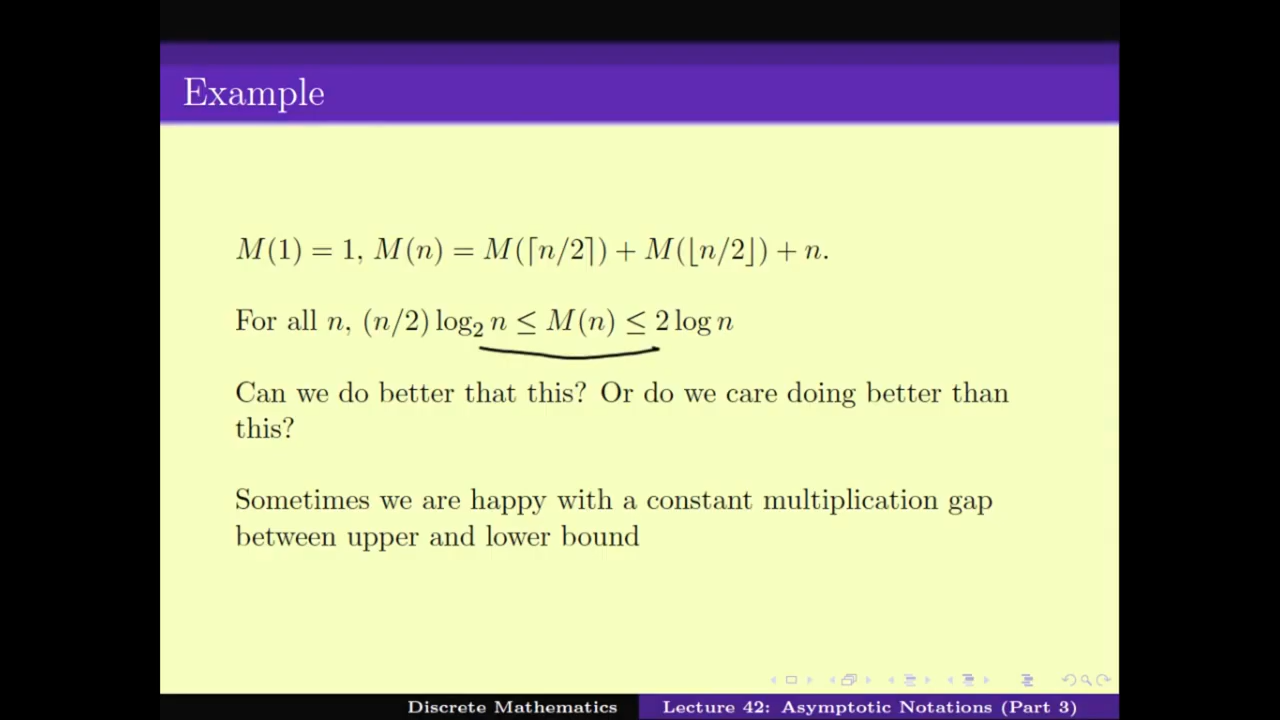 Example
M(1) = 1, M(n) = M(⌈n/2⌉) + M(⌊n/2⌋) + n.
For all n, (n/2) log₂ n ≤ M(n) ≤ 2 log n
Can we do better that this? Or do we care doing better than
this?
Sometimes we are happy with a constant multiplication gap
between upper and lower bound
Discrete Mathematics
Lecture 42: Asymptotic Notations (Part 3)